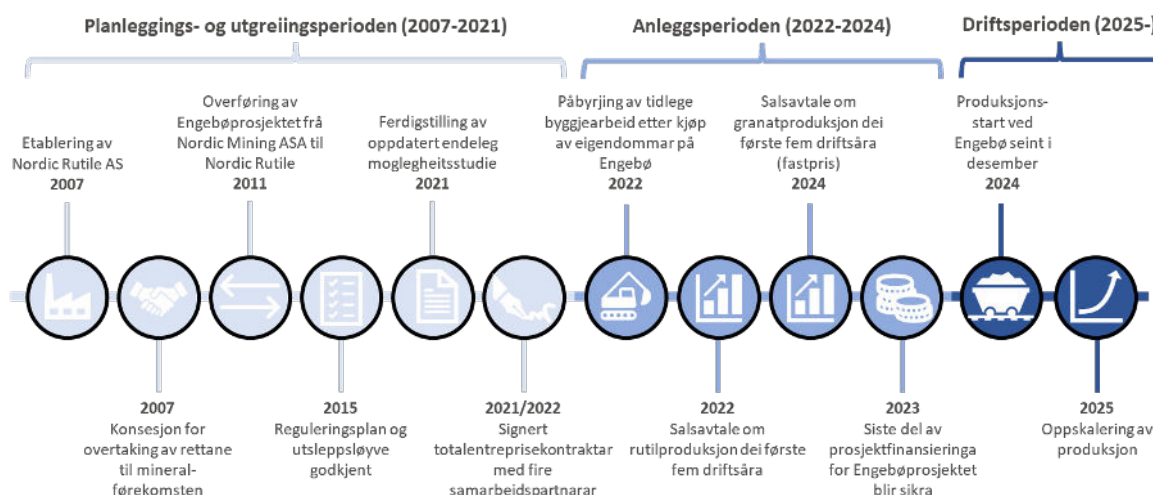 Planleggings- og utgreiingsperioden (2007-2021)
Anleggsperioden (2022-2024)
Driftsperioden (2025-)
Etablering av
Nordic Rutile AS
2007
Overføring av
Engebøprosjektet frå
Nordic Mining ASA til
Nordic Rutile
2011
Ferdigstilling av
oppdatert endeleg
moglegheitsstudie
2021
Påbyrjing av tidlege
byggjearbeid etter kjøp
av eigendommar på
Engebø
2022
Salsavtale om
granatproduksjon dei
første fem driftsåra
(fastpris)
2024
Produksjons-
start ved
Engebø seint i
desember
2024
2007
Konsesjon for
overtaking av rettane
til mineral-
førekomsten
2015
Reguleringsplan og
utsleppsløyve
godkjent
2021/2022
Signert
totalentreprisekontraktar
med fire
samarbeidspartnarar
2022
Salsavtale om
rutilproduksjon dei første
fem driftsåra
2023
Siste del av
prosjektfinansieringa
for Engebøprosjektet
blir sikra
2025
Oppskalering av
produksjon